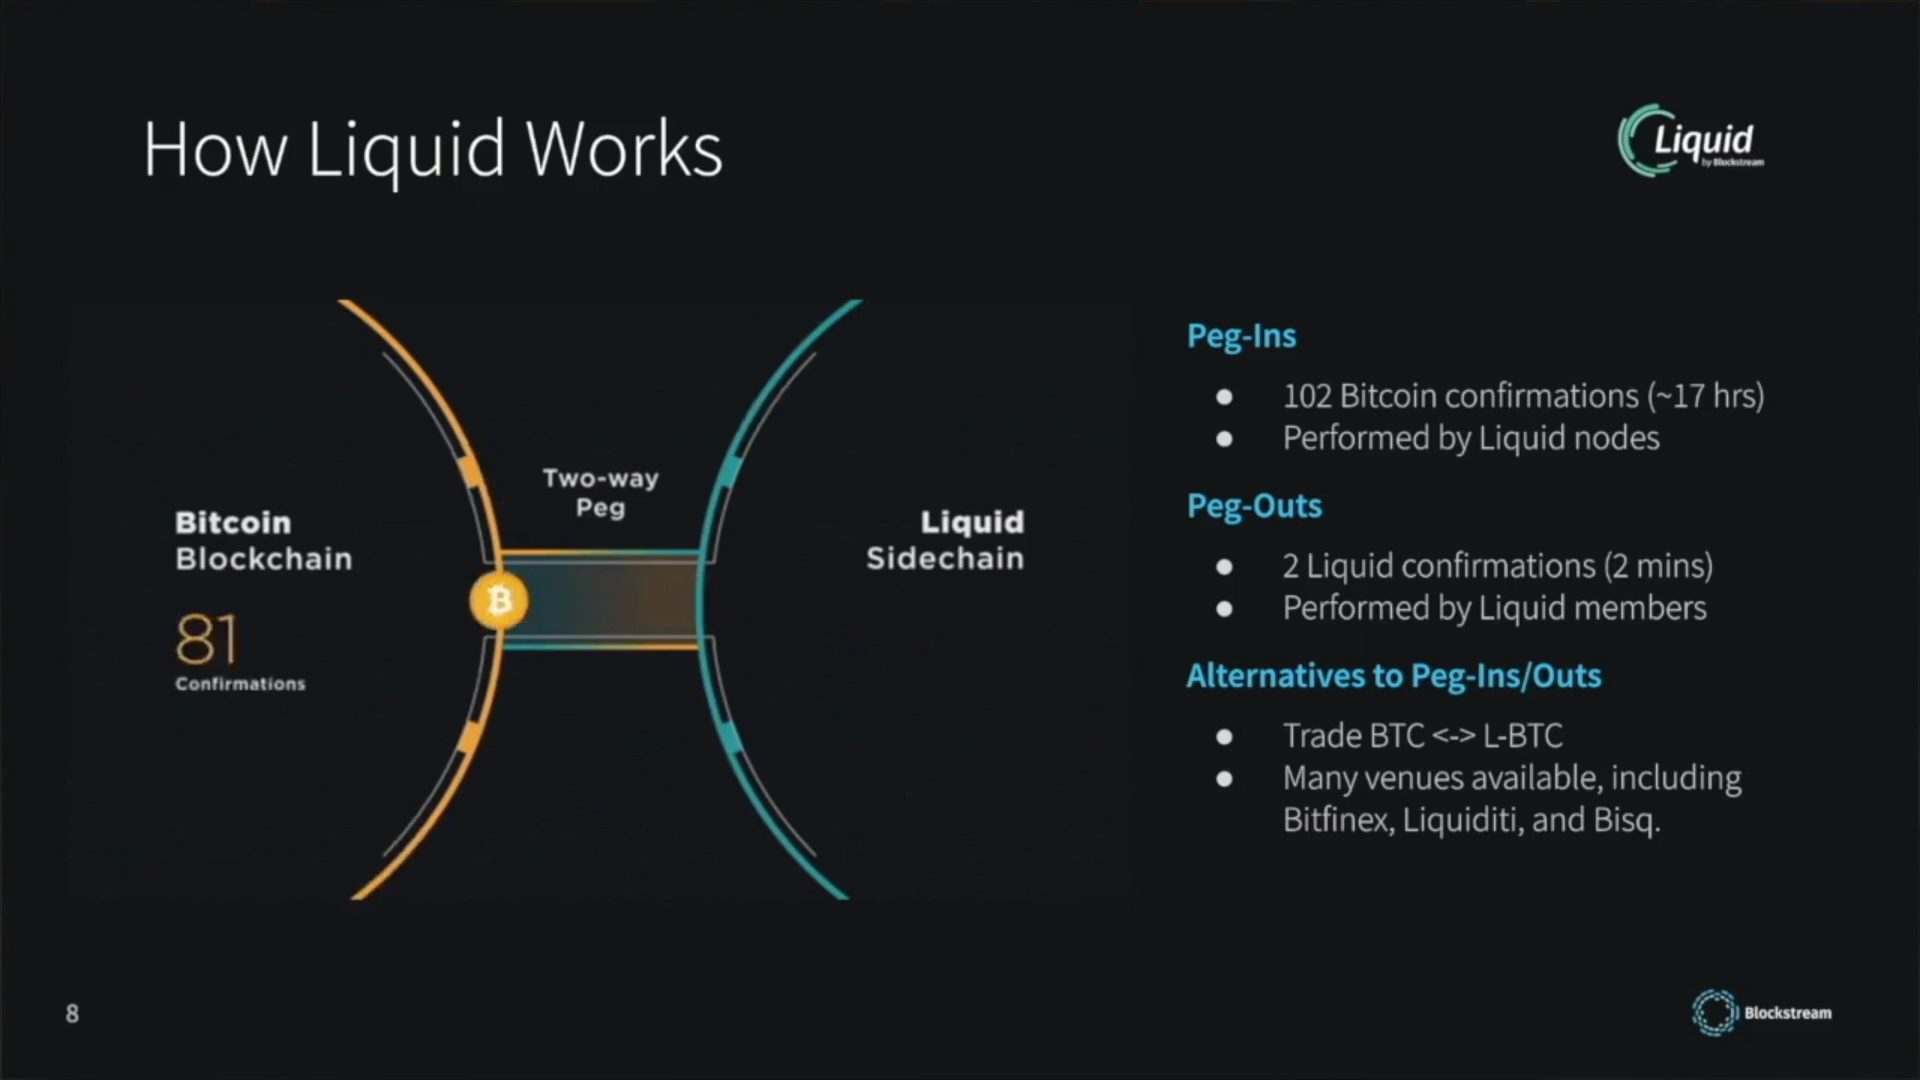 How Liquid Works
Liquid
by Blockstream
Two-way
Peg
Bitcoin
Blockchain
81
Confirmations
Liquid
Sidechain
Peg-Ins
● 102 Bitcoin confirmations (~17 hrs)
● Performed by Liquid nodes
Peg-Outs
● 2 Liquid confirmations (2 mins)
● Performed by Liquid members
Alternatives to Peg-Ins/Outs
● Trade BTC <-> L-BTC
● Many venues available, including
Bitfinex, Liquiditi, and Bisq.
8
Blockstream